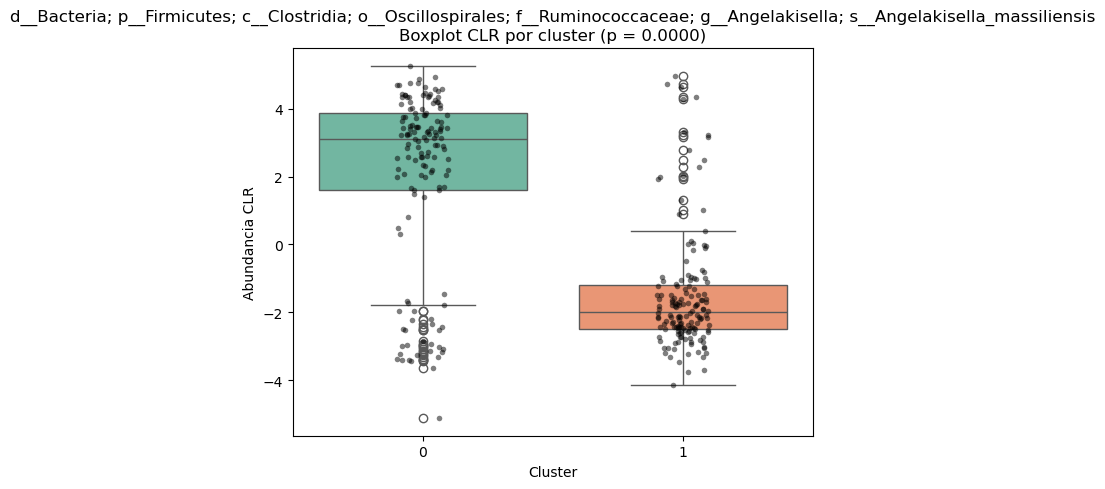 d__Bacteria; p__Firmicutes; c__Clostridia; o__Oscillospirales; f__Ruminococcaceae; g__Angelakisella; s__Angelakisella_massiliensis
Boxplot CLR por cluster (p = 0.0000)
Abundancia CLR
4
2
0
−2
−4
0
1
Cluster